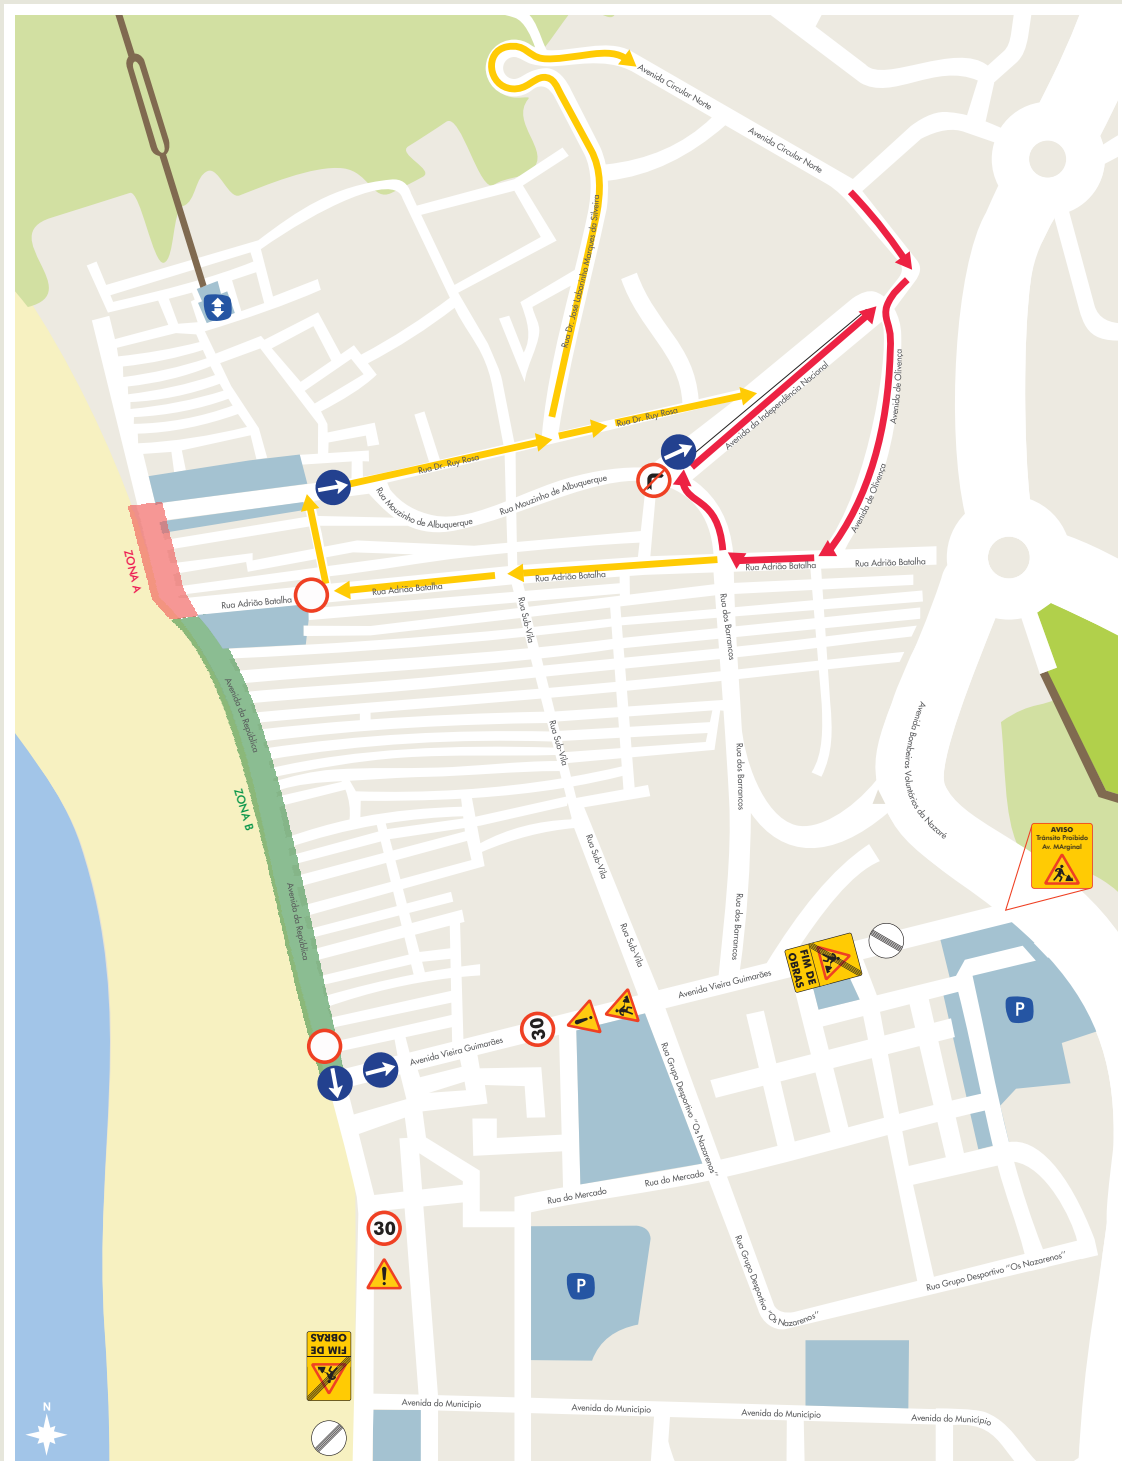 Avenida Circular Norte
Avenida Circular Norte
Rua Dr. José Laborinho Marques da Silveira
Avenida de Olivença
Avenida da Independência Nacional
Rua Dr. Ruy Rosa
Rua Dr. Ruy Rosa
Rua Mouzinho de Albuquerque
Rua Mouzinho de Albuquerque
Avenida de Olivença
ZONA A
Rua Adrião Batalha
Rua Adrião Batalha
Rua Adrião Batalha
Rua Adrião Batalha
Rua Adrião Batalha
Rua Sub-Vila
Rua dos Barrancos
Avenida da República
Rua Sub-Vila
Rua dos Barrancos
Avenida Bombeiros Voluntários da Nazaré
ZONA B
AVISO
Trânsito Proibido
Av. MArginal
Rua Sub-Vila
Avenida da República
Rua Sub-Vila
Rua dos Barrancos
FIM DE
OBRAS
Avenida Vieira Guimarães
P
30
Avenida Vieira Guimarães
Rua Grupo Desportivo “Os Nazarenos”
Rua do Mercado
Rua do Mercado
30
Rua Grupo Desportivo “Os Nazarenos”
Rua Grupo Desportivo “Os Nazarenos”
P
FIM DE
OBRAS
N
Avenida do Município
Avenida do Município
Avenida do Município
Avenida do Município